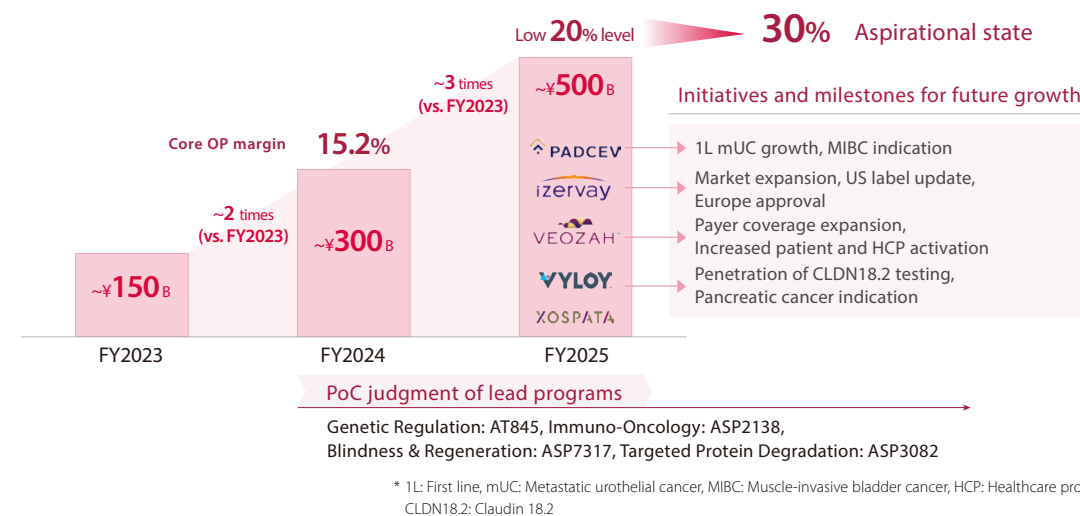 Low 20% level
30% Aspirational state
~3 times
(vs. FY2023)
~¥500 B
Initiatives and milestones for future growth
Core OP margin
15.2%
PADCEV
1L mUC growth, MIBC indication
izervay
Market expansion, US label update,
Europe approval
~2 times
(vs. FY2023)
~¥300 B
VEOZAH™
Payer coverage expansion,
Increased patient and HCP activation
~¥150 B
VYLOY
Penetration of CLDN18.2 testing,
Pancreatic cancer indication
XOSPATA
FY2023
FY2024
FY2025
PoC judgment of lead programs
Genetic Regulation: AT845, Immuno-Oncology: ASP2138,
Blindness & Regeneration: ASP7317, Targeted Protein Degradation: ASP3082
* 1L: First line, mUC: Metastatic urothelial cancer, MIBC: Muscle-invasive bladder cancer, HCP: Healthcare pro
CLDN18.2: Claudin 18.2